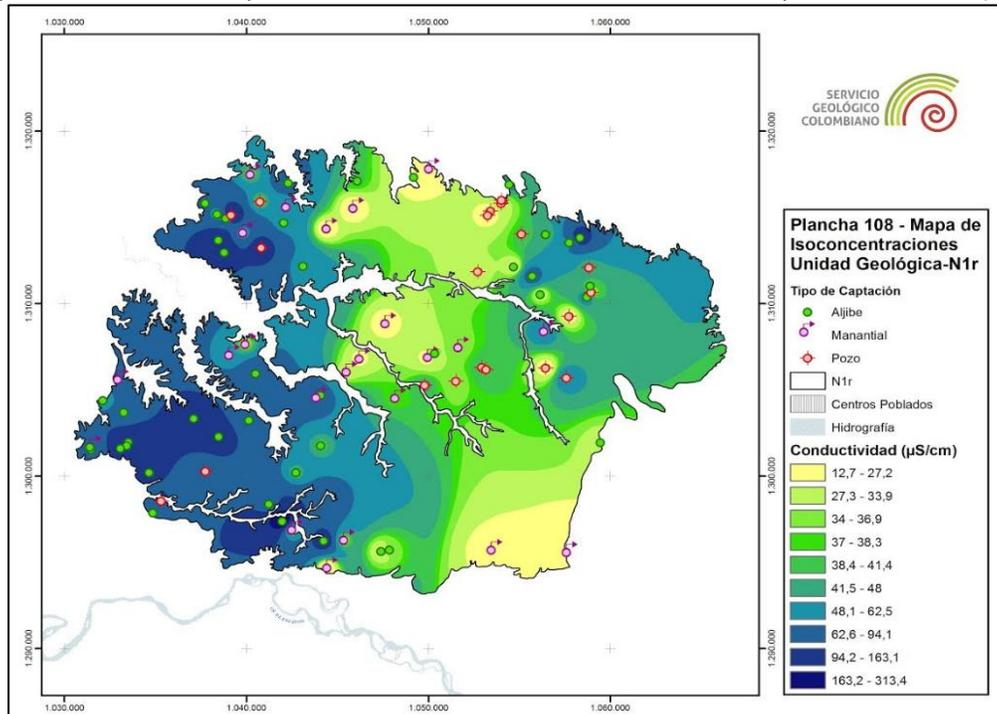 1.030.000
1.040.000
1.050.000
1.060.000
SERVICIO
GEOLÓGICO
COLOMBIANO
1.320.000
1.320.000
1.310.000
1.310.000
1.300.000
1.300.000
1.290.000
1.290.000
Plancha 108 - Mapa de
Isoconcentraciones
Unidad Geológica-N1r
Tipo de Captación
Aljibe
Manantial
Pozo
N1r
Centros Poblados
Hidrografía
Conductividad (µS/cm)
12,7 - 27,2
27,3 - 33,9
34 - 36,9
37 - 38,3
38,4 - 41,4
41,5 - 48
48,1 - 62,5
62,6 - 94,1
94,2 - 163,1
163,2 - 313,4
1.030.000
1.040.000
1.050.000
1.060.000